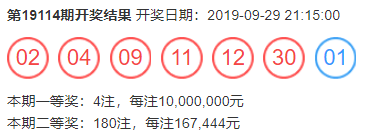 第19114期开奖结果 开奖日期：2019-09-29 21:15:00
02 04 09 11 12 30 01
本期一等奖：4注，每注10,000,000元
本期二等奖：180注，每注167,444元